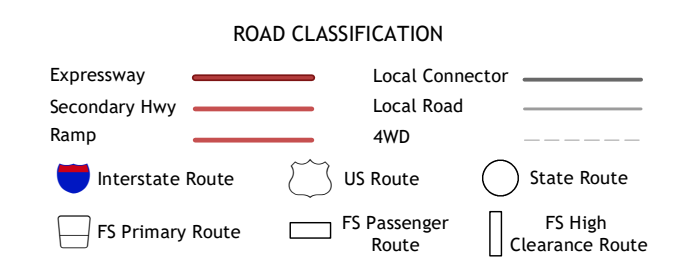 ROAD CLASSIFICATION
Expressway
Local Connector
Secondary Hwy
Local Road
Ramp
4WD
Interstate Route
US Route
State Route
FS Primary Route
FS Passenger
Route
FS High
Clearance Route